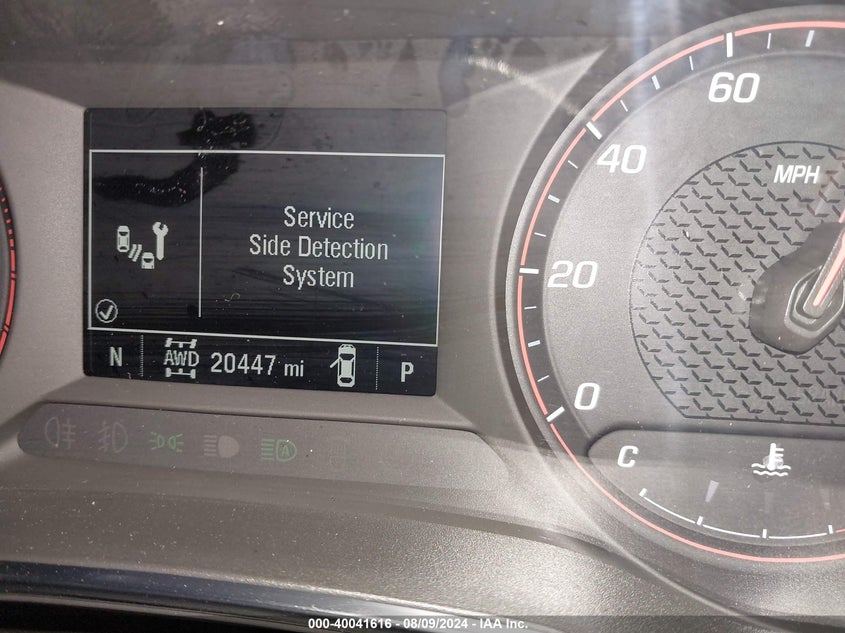 Service
Side Detection
System
N AWD 20447 mi P
60
40
MPH
20
0
C
A
000-40041616 - 08/09/2024 - IAA Inc.